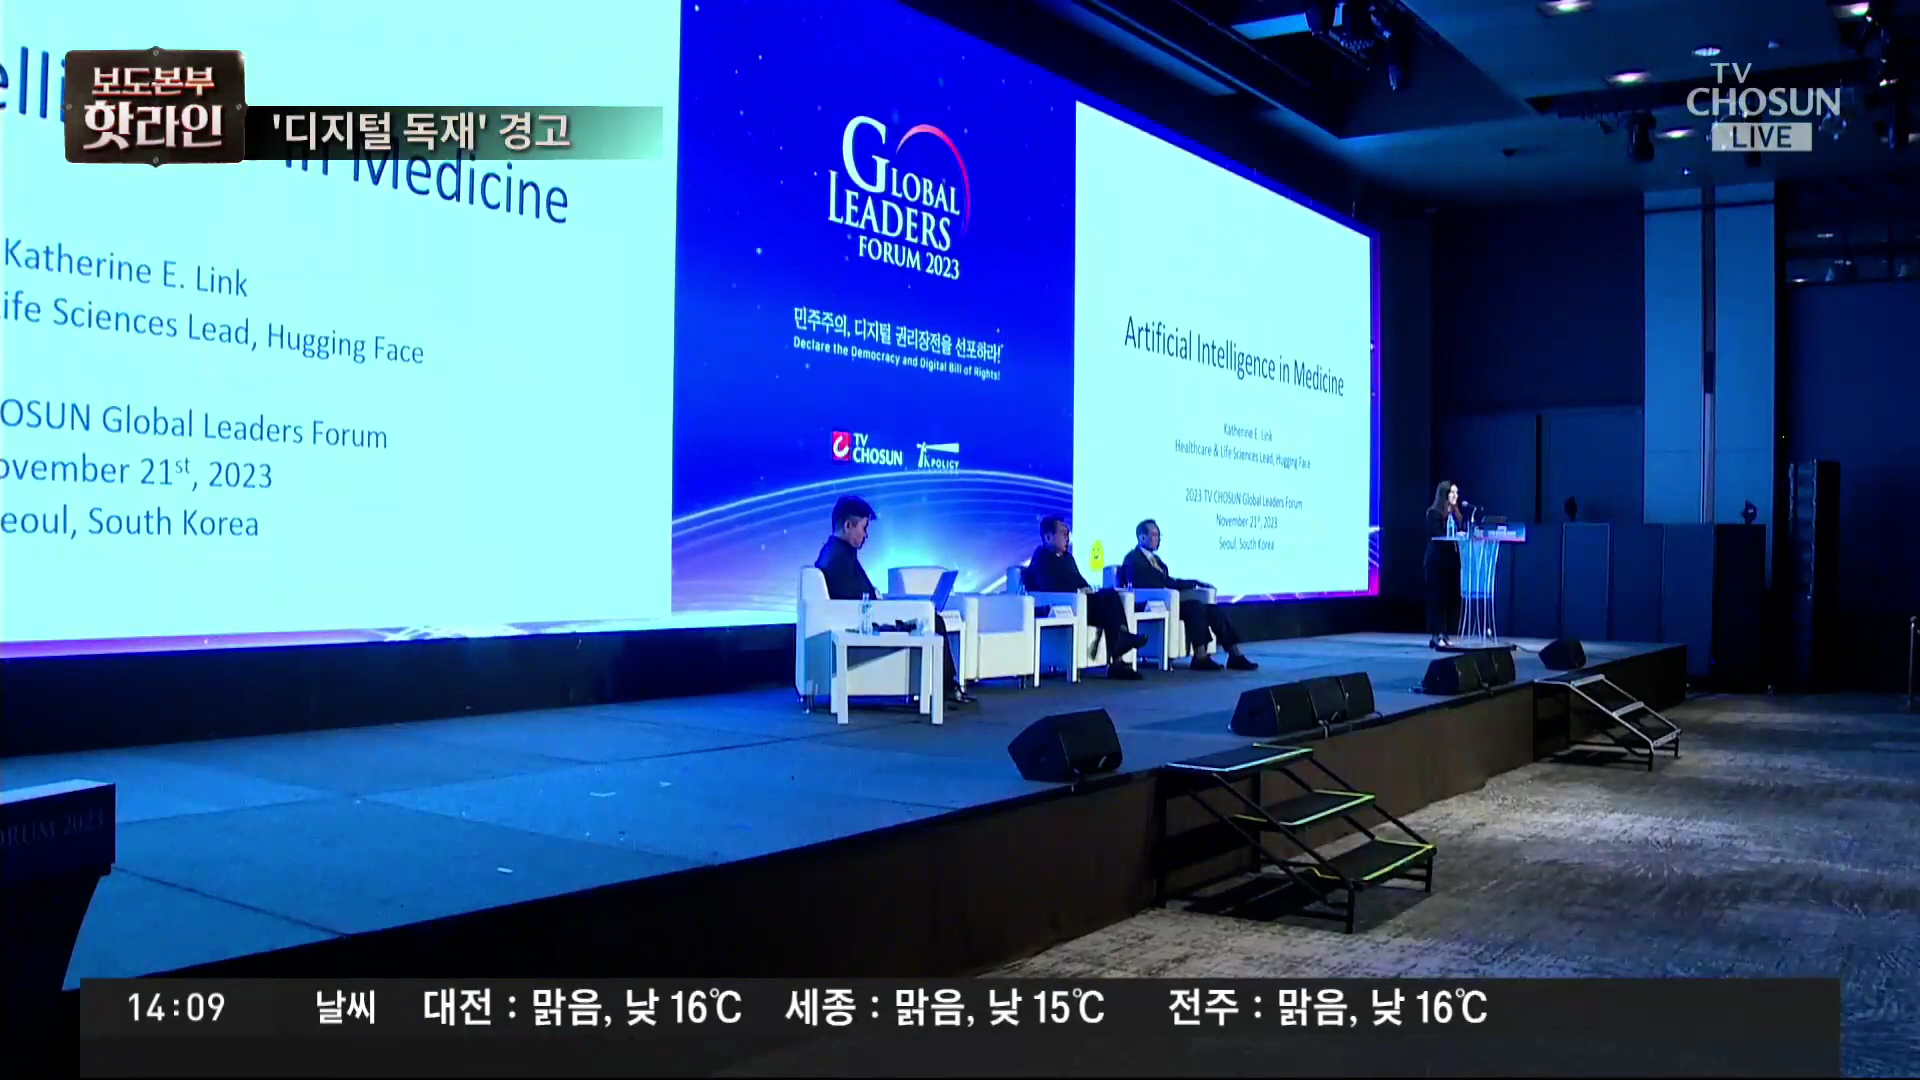 보도본부
핫라인
'디지털 독재' 경고
TV
CHOSUN
LIVE
in Medicine
Katherine E. Link
Life Sciences Lead, Hugging Face
OSUN Global Leaders Forum
ovember 21st, 2023
eoul, South Korea
GLOBAL
LEADERS
FORUM 2023
민주주의, 디지털 권리장전을 선포하라!
Declare the Democracy and Digital Bill of Rights!
TV
CHOSUN
POLICY
Artificial Intelligence in Medicine
Katherine E. Link
Healthcare & Life Sciences Lead, Hugging Face
2023 TV CHOSUN Global Leaders Forum
November 21st, 2023
Seoul, South Korea
ORUM 2023
14:09 날씨 대전 : 맑음, 낮 16℃ 세종 : 맑음, 낮 15℃ 전주 : 맑음, 낮 16℃